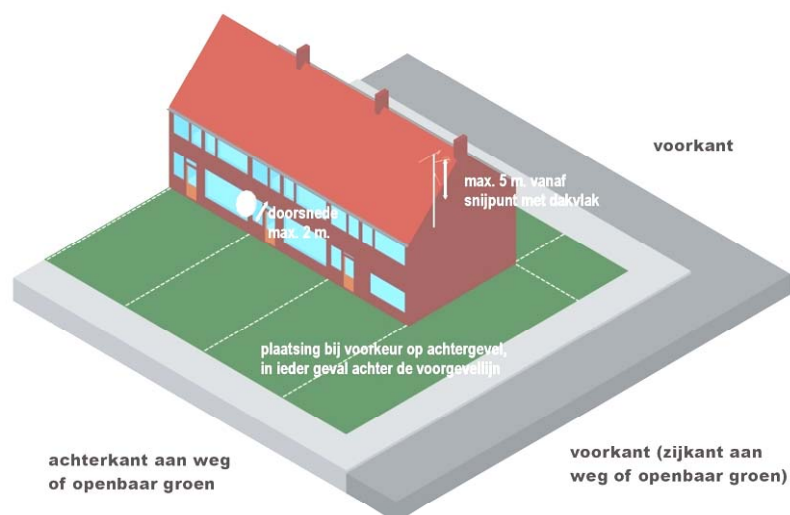 voorkant
max. 5 m. vanaf
snijpunt met dakvlak
doorsnede
max. 2 m.
plaatsing bij voorkeur op achtergevel,
in ieder geval achter de voorgevellijn
achterkant aan weg
of openbaar groen
voorkant (zijkant aan
weg of openbaar groen)